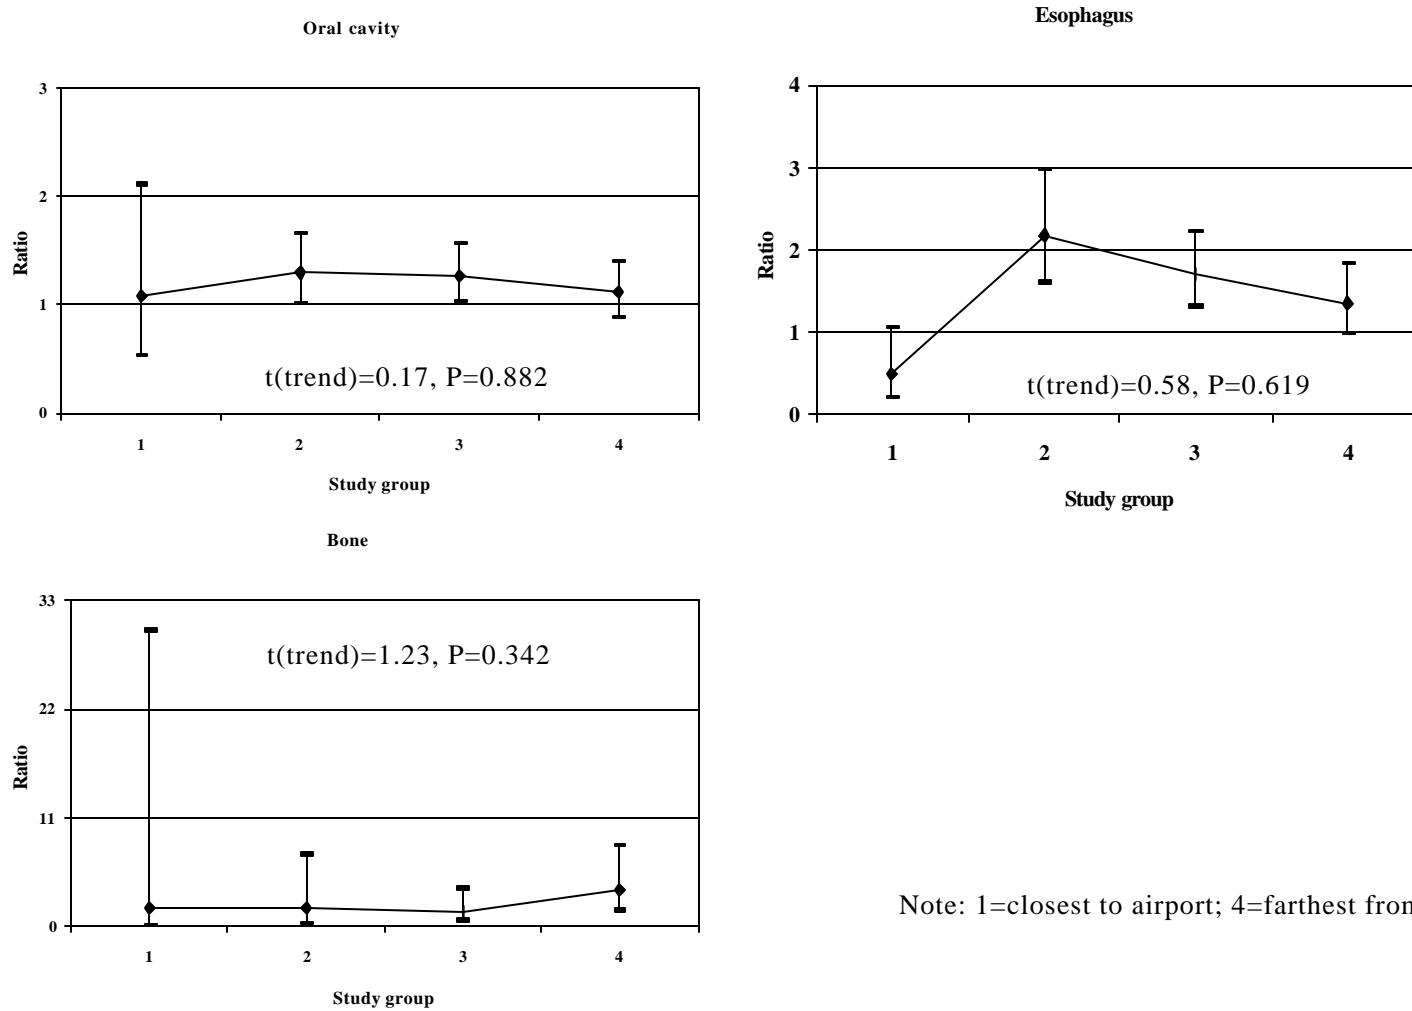 Oral cavity
3
2
1
0
Ratio
t(trend)=0.17, P=0.882
1 2 3 4
Study group
Esophagus
4
3
2
1
0
Ratio
t(trend)=0.58, P=0.619
1 2 3 4
Study group
Bone
33
22
11
0
Ratio
t(trend)=1.23, P=0.342
1 2 3 4
Study group
Note: 1=closest to airport; 4=farthest from